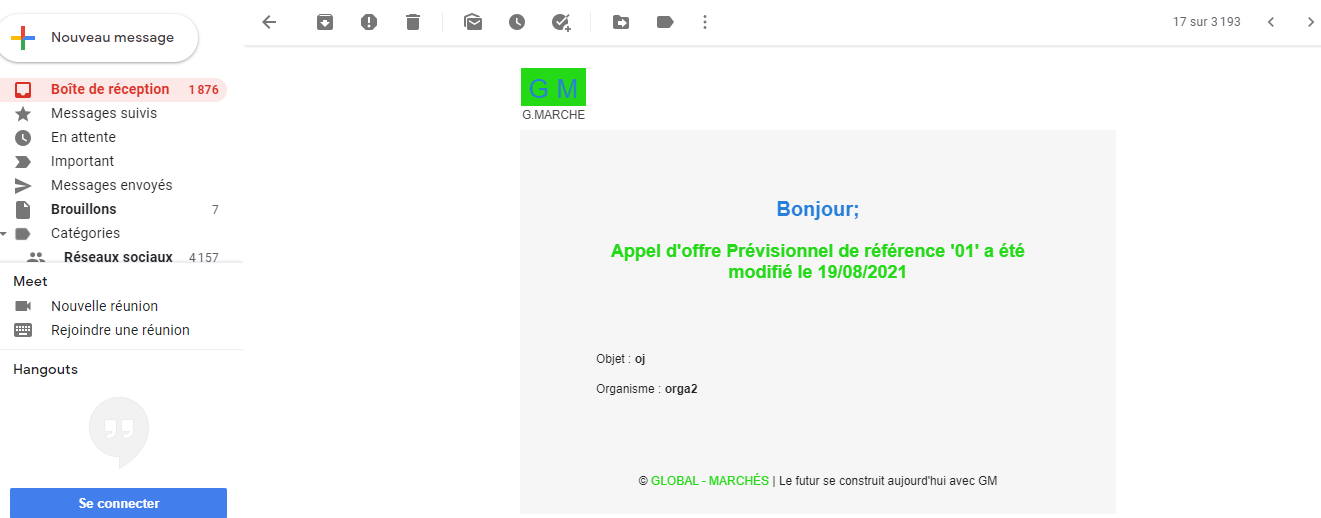 Nouveau message
17 sur 3 193
Boîte de réception 1 876
Messages suivis
En attente
Important
Messages envoyés
Brouillons 7
Catégories
Réseaux sociaux 4 157
Meet
Nouvelle réunion
Rejoindre une réunion
Hangouts
Se connecter
G M
G.MARCHE
Bonjour;
Appel d'offre Prévisionnel de référence '01' a été
modifié le 19/08/2021
Objet : oj
Organisme : orga2
© GLOBAL - MARCHÉS | Le futur se construit aujourd'hui avec GM